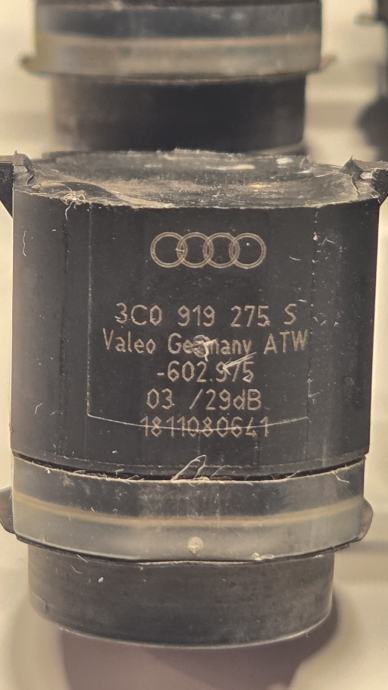 3C0 919 275 S
Valeo Germany ATW
-602.975
03 /29dB
1811080641